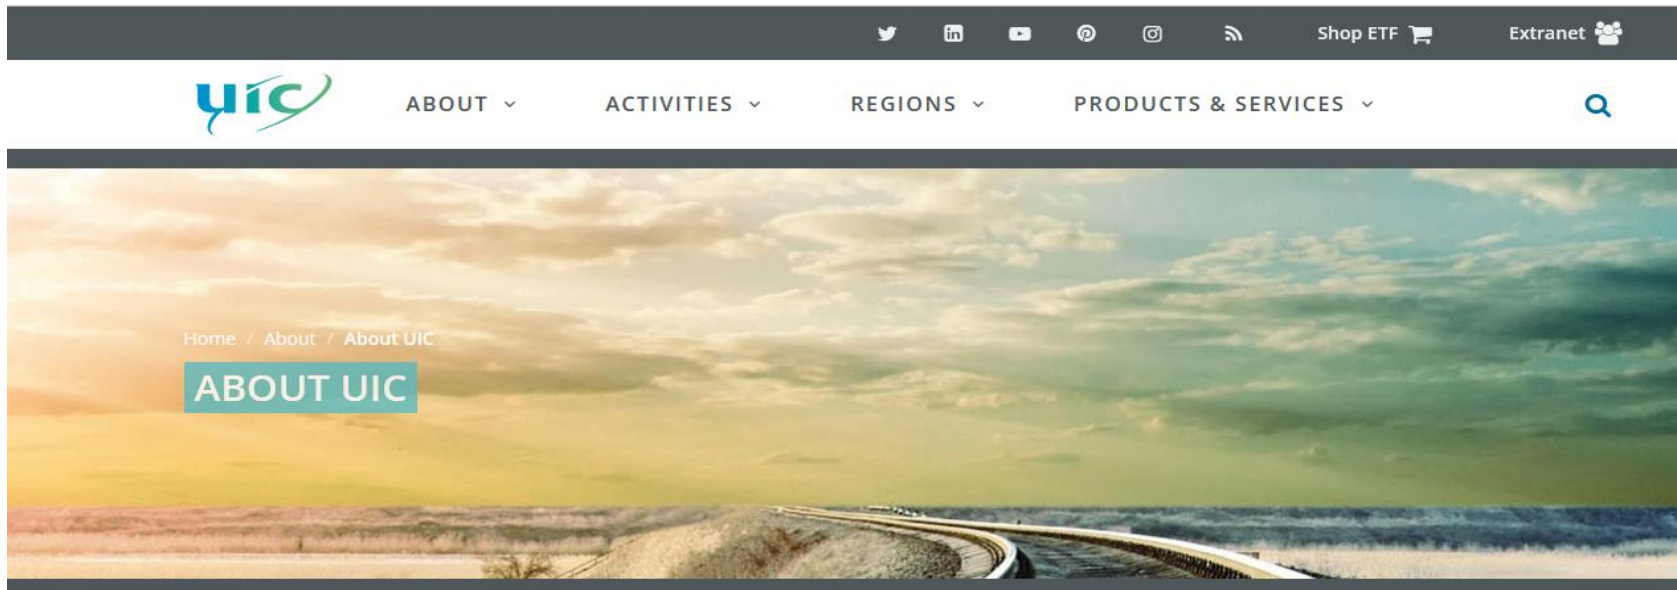 Shop ETF
Extranet
uic
ABOUT
ACTIVITIES
REGIONS
PRODUCTS & SERVICES
Home / About / About UIC
ABOUT UIC